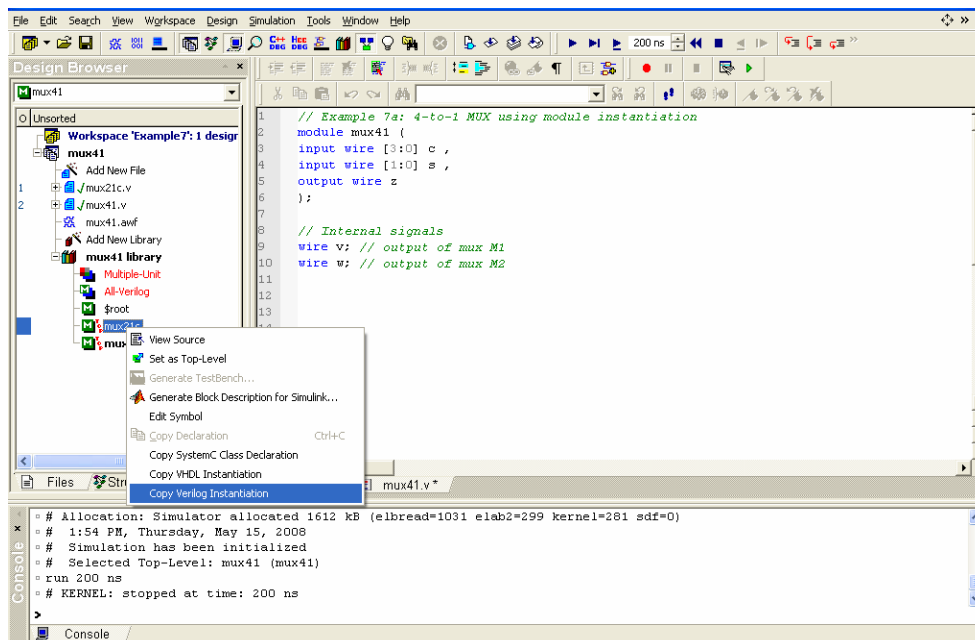 File Edit Search View Workspace Design Simulation Tools Window Help
C++ DBG HCC DBG 200 ns
Design Browser
mux41
Unsorted
Workspace 'Example7': 1 desigr
mux41
Add New File
1 mux21c.v
2 mux41.v
mux41.awf
Add New Library
mux41 library
Multiple-Unit
All-Verilog
$root
mux21c
mux
View Source
Set as Top-Level
Generate TestBench...
Generate Block Description for Simulink...
Edit Symbol
Copy Declaration Ctrl+C
Copy SystemC Class Declaration
Copy VHDL Instantiation
Copy Verilog Instantiation
1 // Example 7a: 4-to-1 MUX using module instantiation
2 module mux41 (
3 input wire [3:0] c ,
4 input wire [1:0] s ,
5 output wire z
6 );
7
8 // Internal signals
9 wire v; // output of mux M1
10 wire w; // output of mux M2
11
12
13
14
Files Stru
mux41.v *
# Allocation: Simulator allocated 1612 kB (elbread=1031 elab2=299 kernel=281 sdf=0)
# 1:54 PM, Thursday, May 15, 2008
# Simulation has been initialized
# Selected Top-Level: mux41 (mux41)
run 200 ns
# KERNEL: stopped at time: 200 ns
>
Console
Console